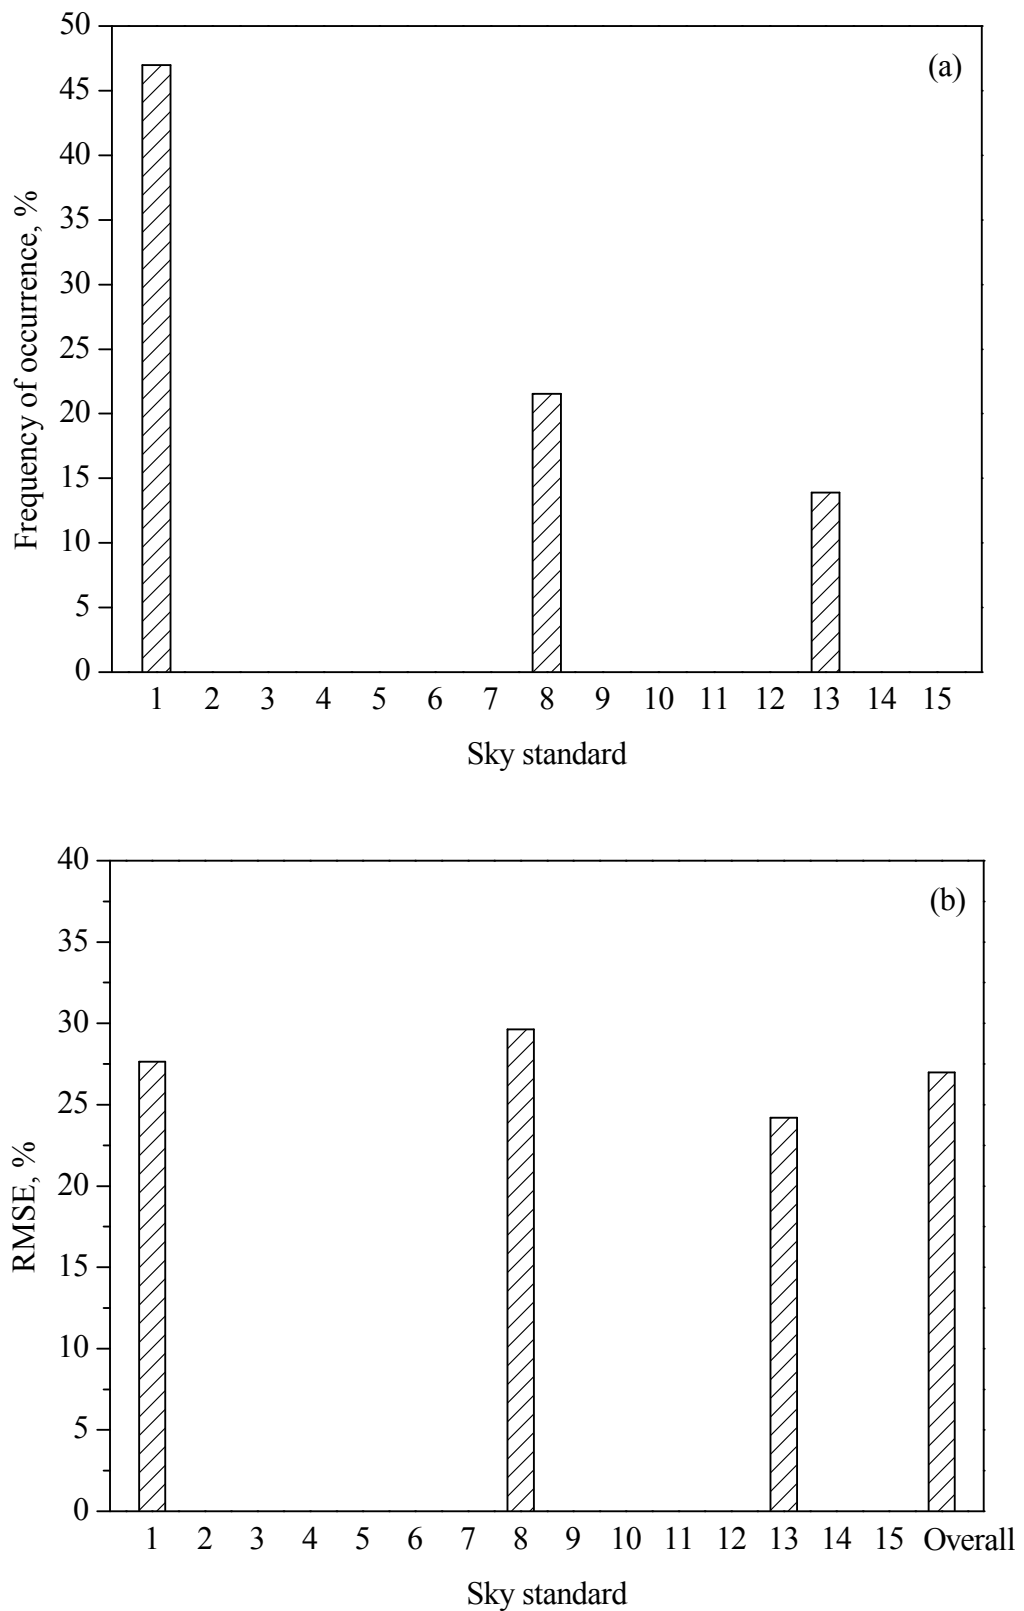 50
(a)
45
40
35
30
25
20
15
10
5
0
Frequency of occurrence, %
1 2 3 4 5 6 7 8 9 10 11 12 13 14 15
Sky standard
40
(b)
35
30
25
20
15
10
5
0
RMSE, %
1 2 3 4 5 6 7 8 9 10 11 12 13 14 15 Overall
Sky standard